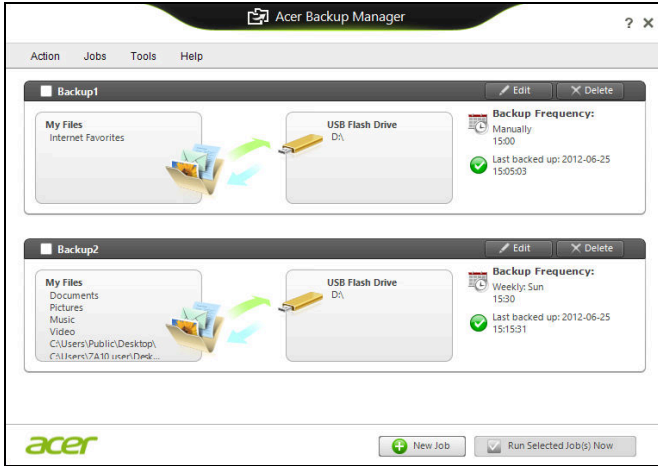 Acer Backup Manager
? X
Action Jobs Tools Help
Backup1
Edit
Delete
My Files
Internet Favorites
USB Flash Drive
D:\
Backup Frequency:
Manually
15:00
Last backed up: 2012-06-25
15:05:03
Backup2
Edit
Delete
My Files
Documents
Pictures
Music
Video
C:\Users\Public\Desktop\
C:\Users\ZA10 user\Desk...
USB Flash Drive
D:\
Backup Frequency:
Weekly: Sun
15:30
Last backed up: 2012-06-25
15:15:31
acer
New Job
Run Selected Job(s) Now